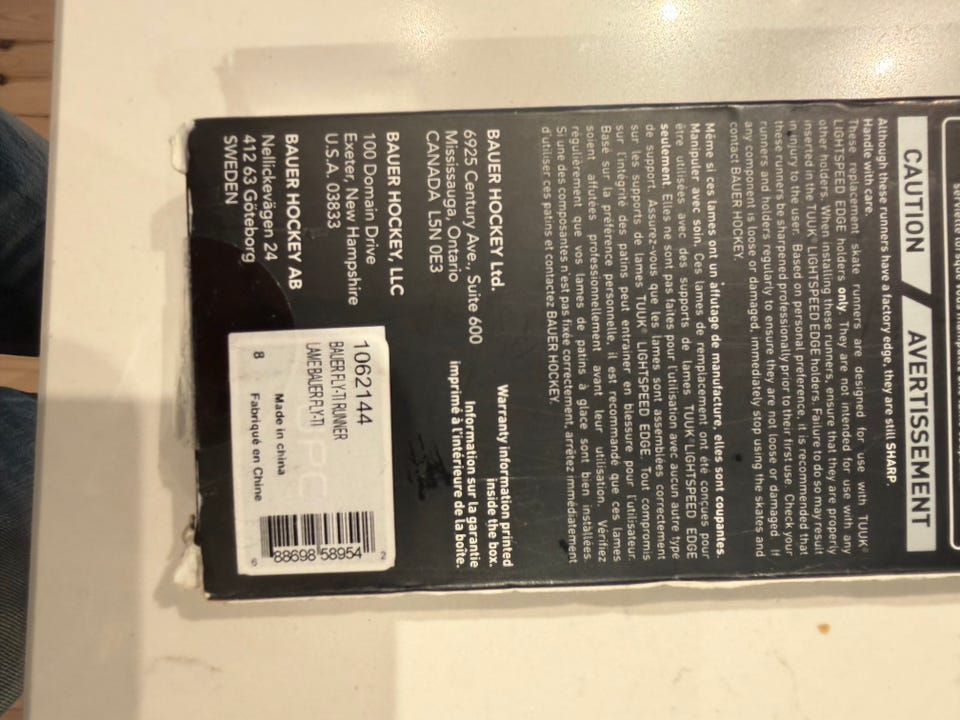 CAUTION / AVERTISSEMENT
Although these runners have a factory edge, they are still SHARP.
Handle with care.
These replacement skate runners are designed for use with TUUK®
LIGHTSPEED EDGE holders only. They are not intended for use with any
other holders. When installing these runners, ensure that they are properly
inserted in the TUUK® LIGHTSPEED EDGE holders. Failure to do so may result
in injury to the user. Based on personal preference, it is recommended that
these runners be sharpened professionally prior to their first use. Check your
runners and holders regularly to ensure they are not loose or damaged. If
any component is loose or damaged, immediately stop using the skates and
contact BAUER HOCKEY.
Même si ces lames ont un affutage de manufacture, elles sont coupantes.
Manipuler avec soin. Ces lames de remplacement ont été conçues pour
être utilisées avec des supports de lames TUUK® LIGHTSPEED EDGE
seulement. Elles ne sont pas faites pour l'utilisation avec aucun autre type
de support. Assurez-vous que les lames sont assemblées correctement
sur les supports de lames TUUK® LIGHTSPEED EDGE. Tout compromis
sur l'intégrité des patins peut entrainer en blessure pour l'utilisateur.
Basé sur la préférence personnelle, il est recommandé que ces lames
soient affutées professionnellement avant leur utilisation. Vérifiez
régulièrement que vos lames de patins à glace sont bien installées.
Si une des composantes n'est pas fixée correctement, arrêtez immédiatement
d'utiliser ces patins et contactez BAUER HOCKEY.
BAUER HOCKEY Ltd.
6925 Century Ave., Suite 600
Mississauga, Ontario
CANADA L5N 0E3
Warranty information printed
inside the box.
Information sur la garantie
imprimé à l'intérieure de la boîte.
BAUER HOCKEY, LLC
100 Domain Drive
Exeter, New Hampshire
U.S.A. 03833
BAUER HOCKEY AB
Nellickevägen 24
412 63 Göteborg
SWEDEN
1062144
BAUER FLY-TI RUNNER
LAME BAUER FLY-TI
Made in china
8 Fabriqué en Chine
0 88698 58954 2